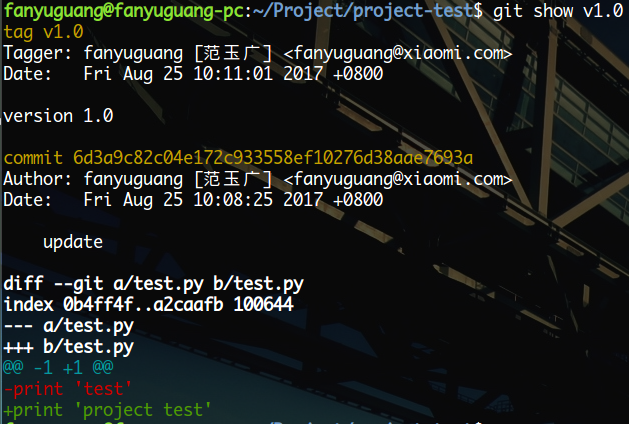 fanyuguang@fanyuguang-pc:~/Project/project-test$ git show v1.0
tag v1.0
Tagger: fanyuguang [范玉广] <fanyuguang@xiaomi.com>
Date:   Fri Aug 25 10:11:01 2017 +0800
version 1.0
commit 6d3a9c82c04e172c933558ef10276d38aae7693a
Author: fanyuguang [范玉广] <fanyuguang@xiaomi.com>
Date:   Fri Aug 25 10:08:25 2017 +0800
    update
diff --git a/test.py b/test.py
index 0b4ff4f..a2caafb 100644
--- a/test.py
+++ b/test.py
@@ -1 +1 @@
-print 'test'
+print 'project test'